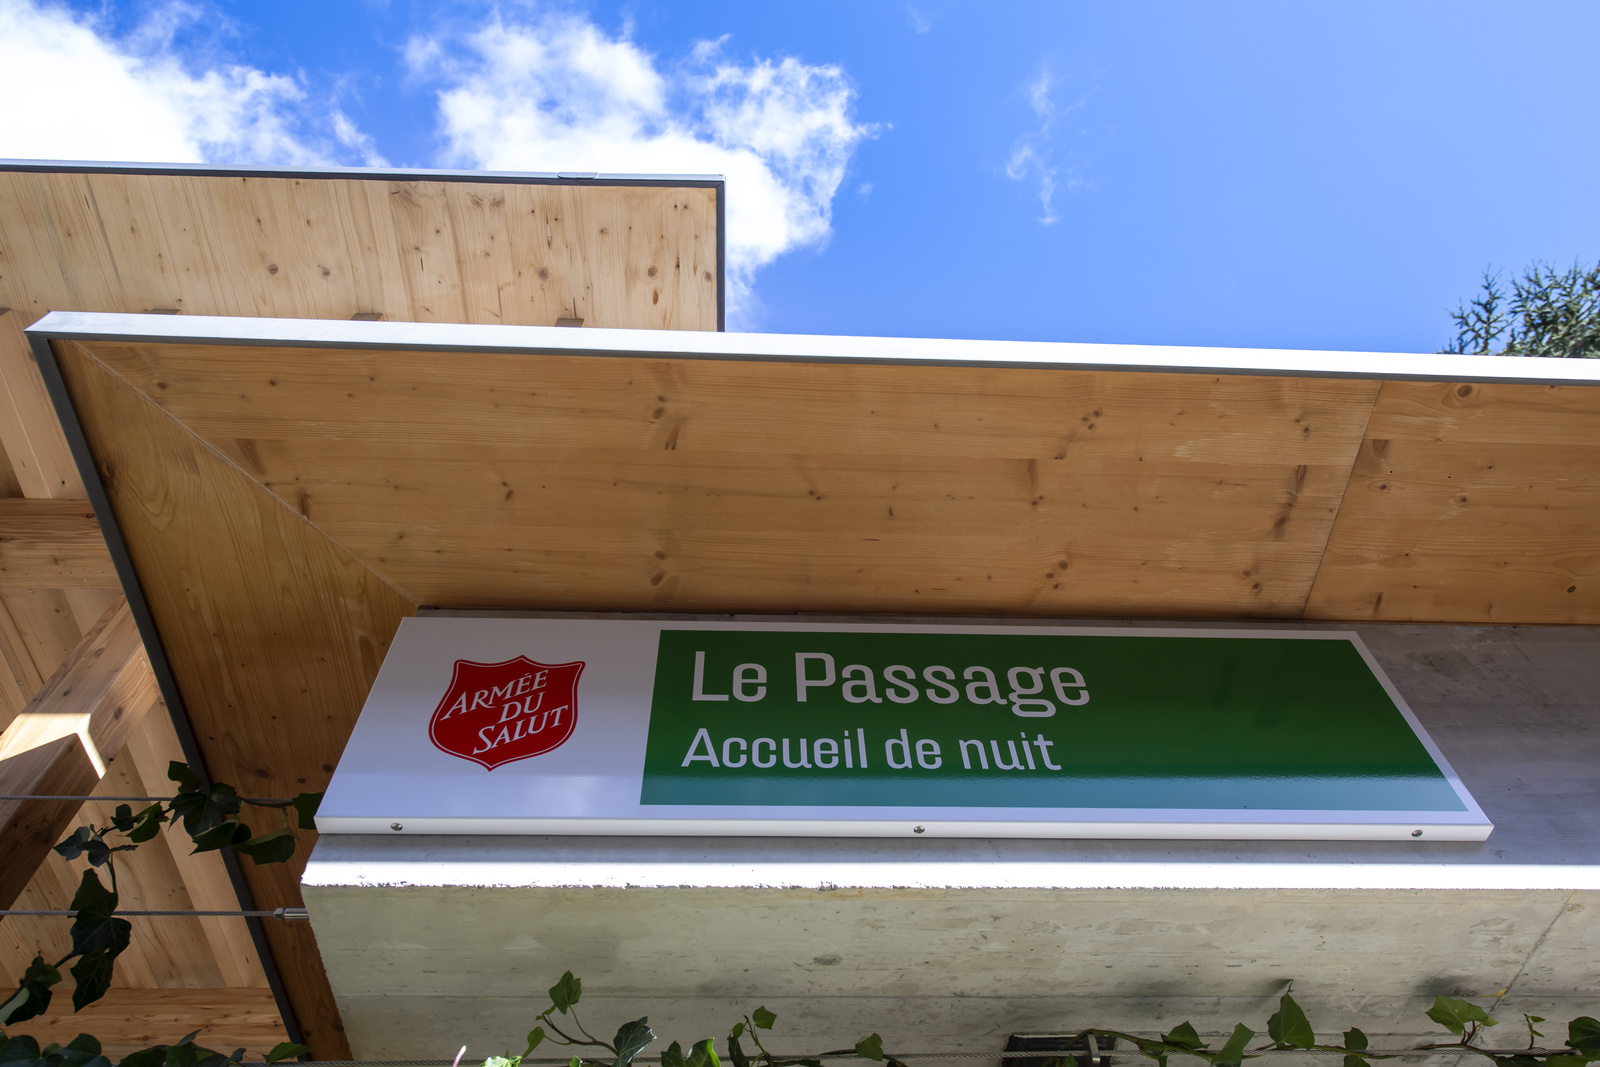 ARMÉE
DU
SALUT
Le Passage
Accueil de nuit